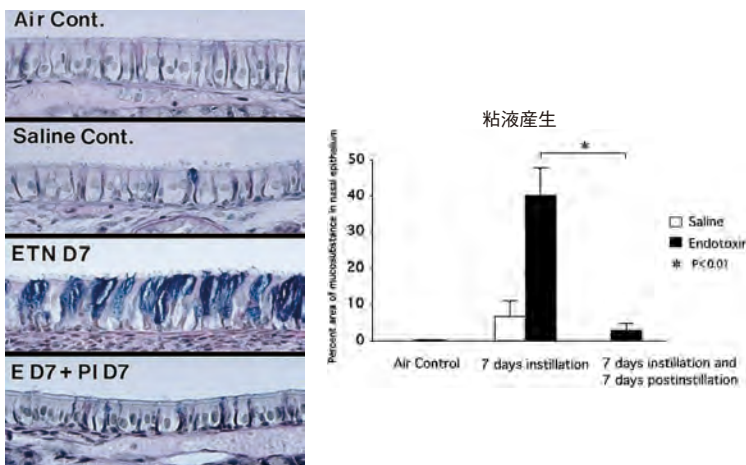 Air Cont.
Saline Cont.
ETN D7
E D7 + PI D7
粘液産生
Percent area of mucosubstance in nasal epithelium
50
40
30
20
10
0
*
Saline
Endotoxin
* P<0.01
Air Control
7 days instillation
7 days instillation and
7 days postinstillation